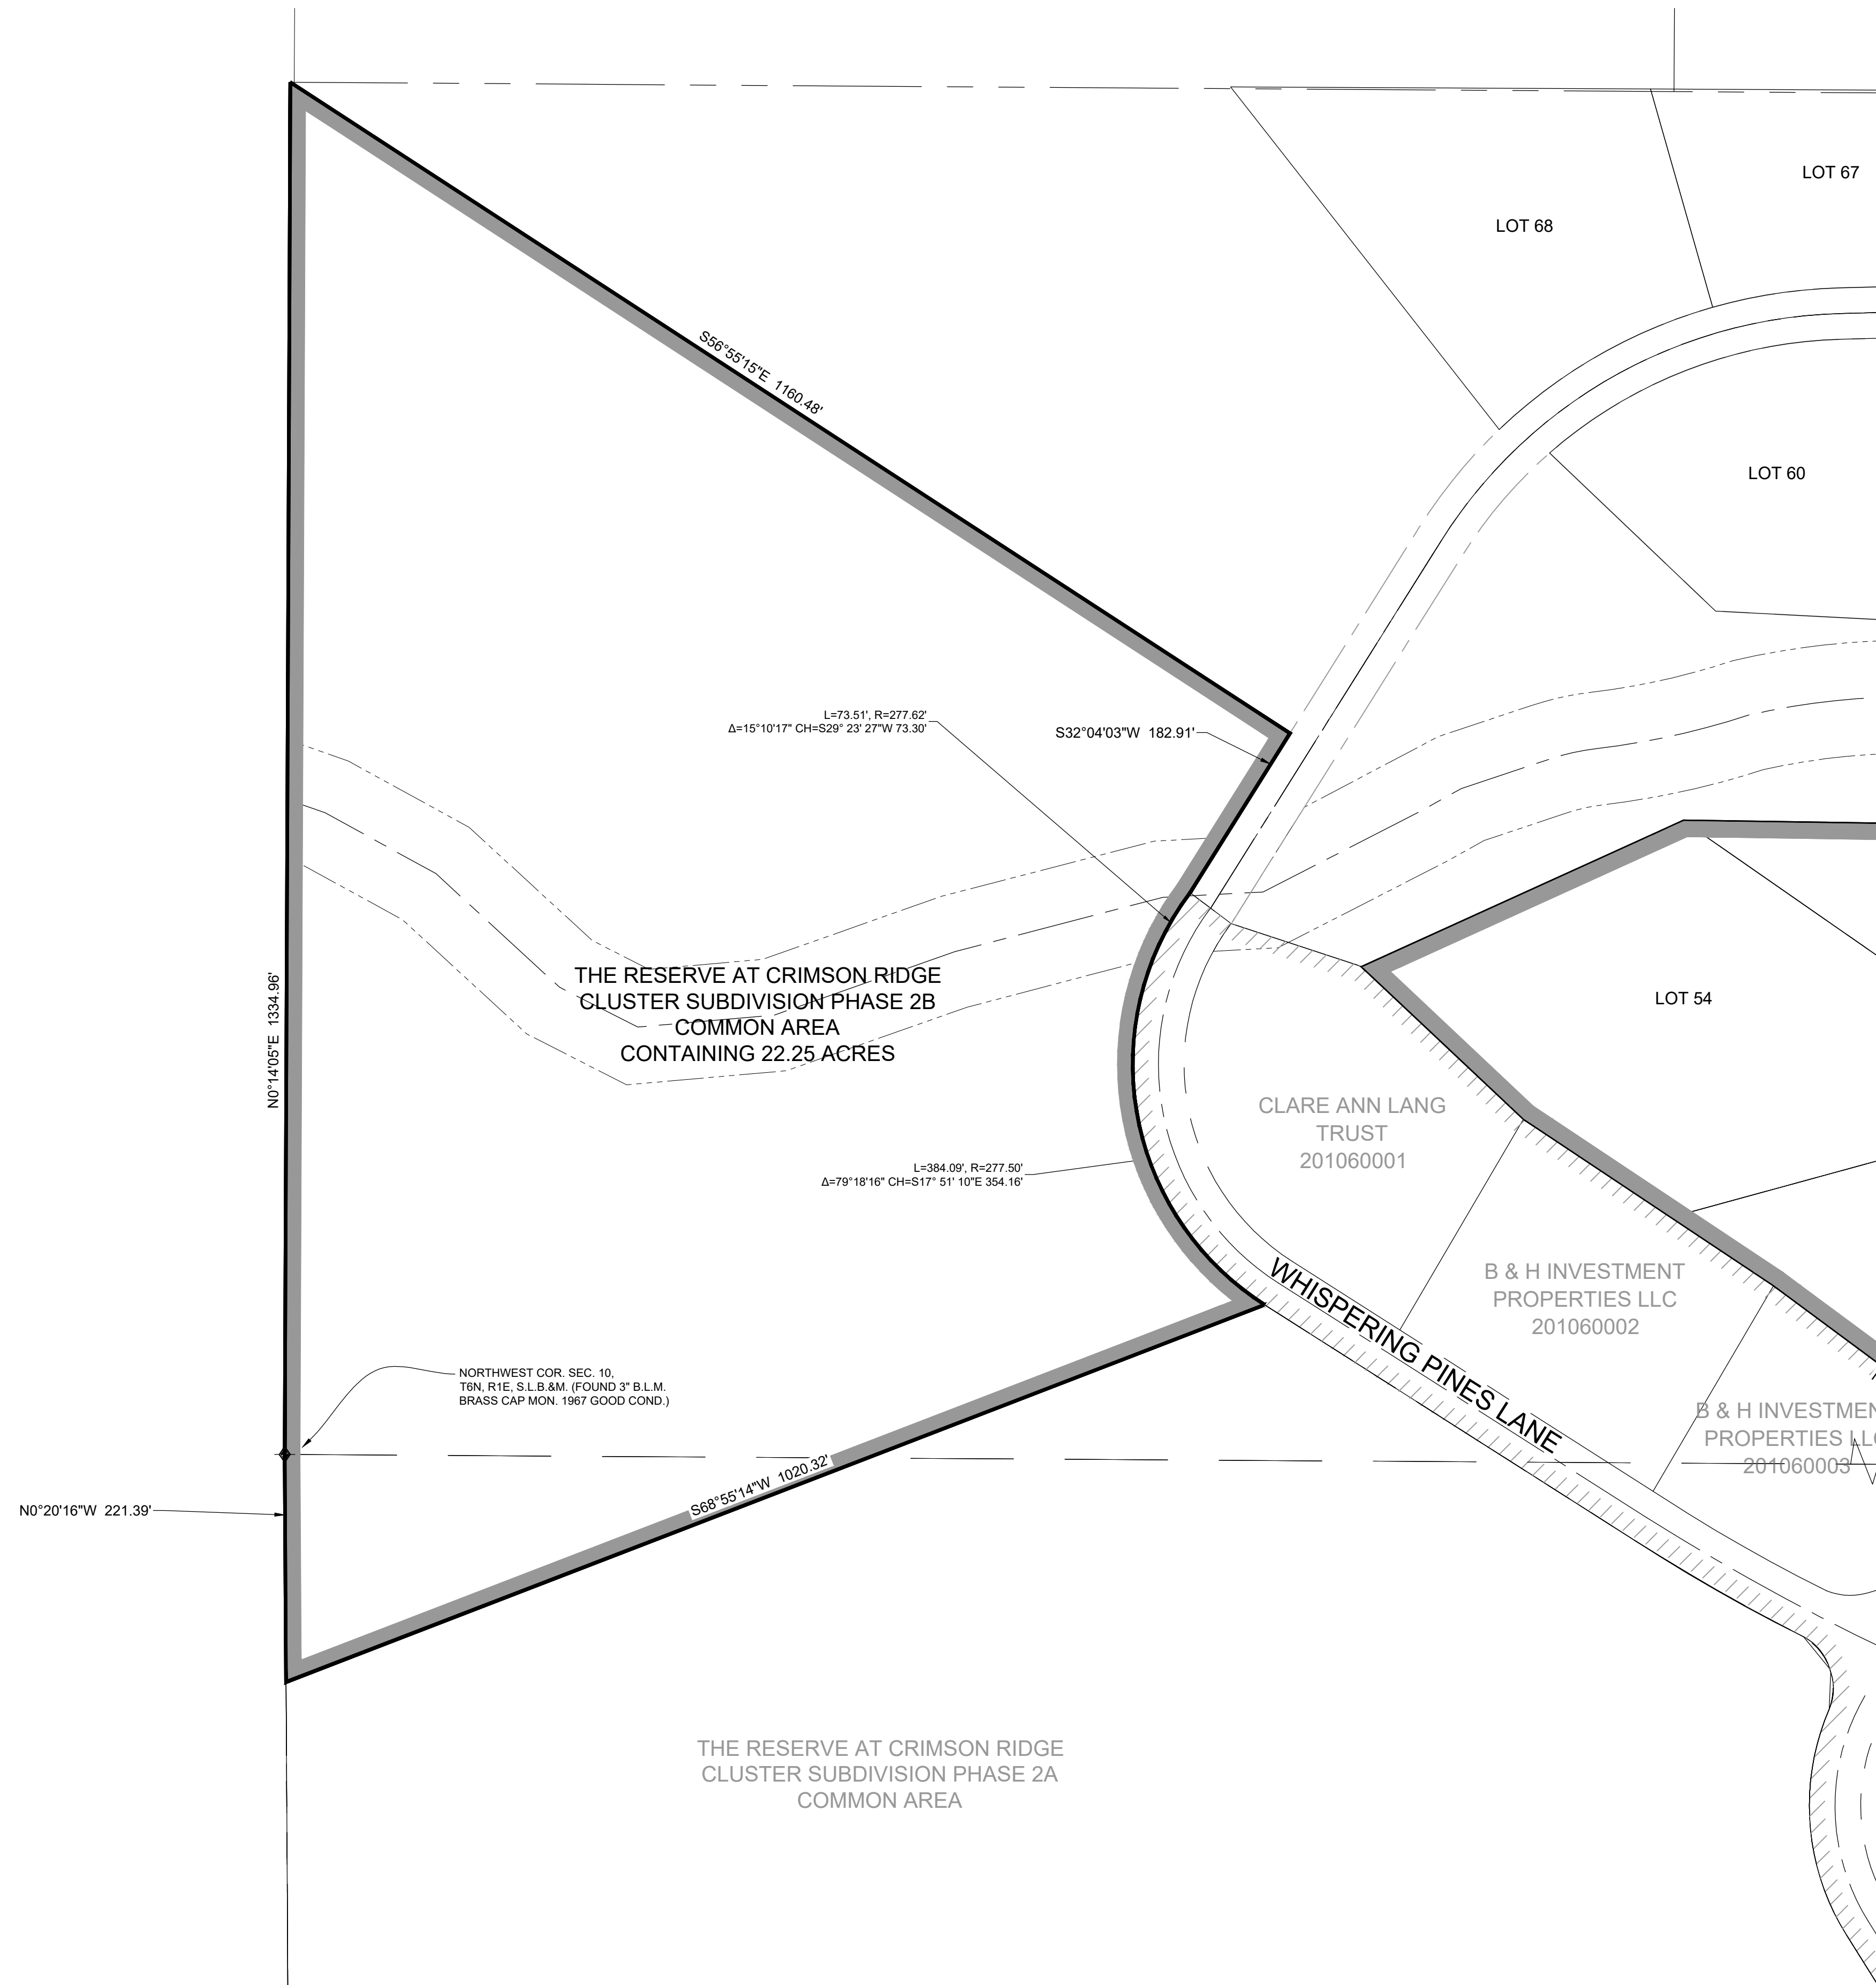 LOT 67
LOT 68
S56°55'15"E 1160.48'
LOT 60
L=73.51', R=277.62'
Δ=15°10'17" CH=S29° 23' 27"W 73.30'
S32°04'03"W 182.91'
N0°14'05"E 1334.96'
THE RESERVE AT CRIMSON RIDGE
CLUSTER SUBDIVISION PHASE 2B
COMMON AREA
CONTAINING 22.25 ACRES
LOT 54
CLARE ANN LANG
TRUST
201060001
L=384.09', R=277.50'
Δ=79°18'16" CH=S17° 51' 10"E 354.16'
WHISPERING PINES LANE
B & H INVESTMENT
PROPERTIES LLC
201060002
NORTHWEST COR. SEC. 10,
T6N, R1E, S.L.B.&M. (FOUND 3" B.L.M.
BRASS CAP MON. 1967 GOOD COND.)
B & H INVESTMEN
PROPERTIES LLC
201060003
S68°55'14"W 1020.32'
N0°20'16"W 221.39'
THE RESERVE AT CRIMSON RIDGE
CLUSTER SUBDIVISION PHASE 2A
COMMON AREA